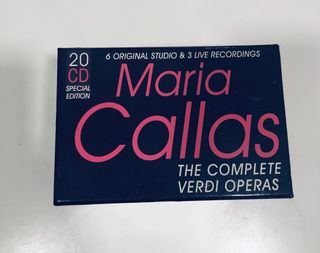 20
CD
SPECIAL
EDITION
6 ORIGINAL STUDIO & 3 LIVE RECORDINGS
Maria
Callas
THE COMPLETE
VERDI OPERAS